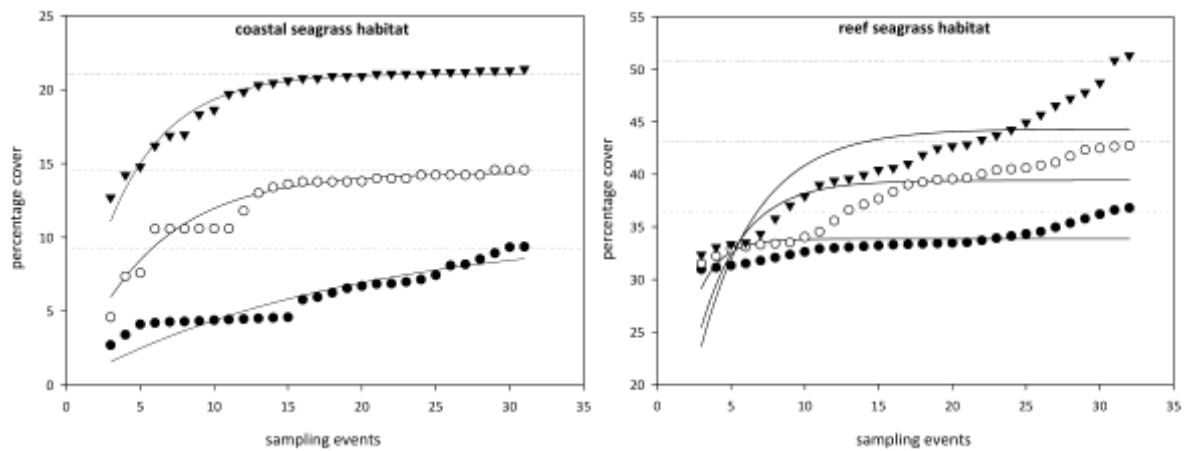 coastal seagrass habitat
percentage cover
25
20
15
10
5
0
0 5 10 15 20 25 30 35
sampling events
reef seagrass habitat
percentage cover
55
50
45
40
35
30
25
20
0 5 10 15 20 25 30 35
sampling events